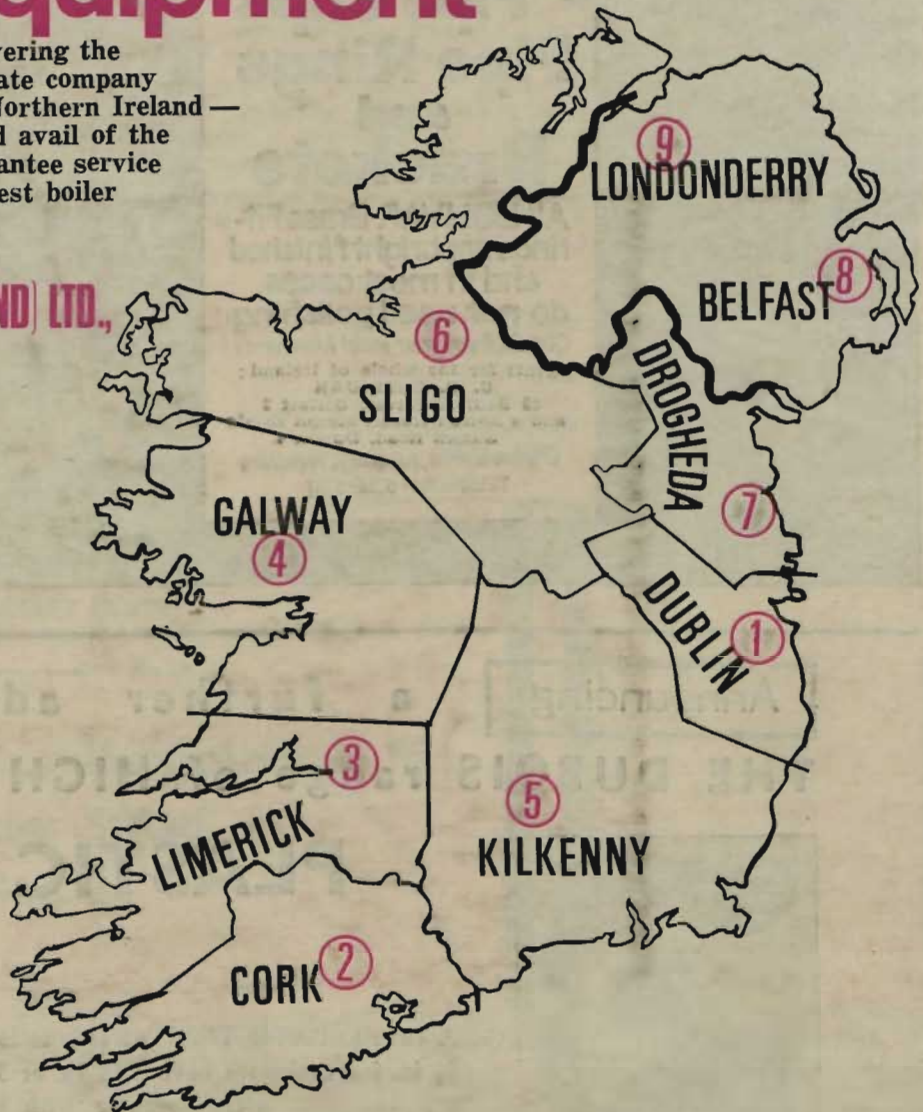 quipment
ering the
ate company
Northern Ireland —
avail of the
antee service
est boiler
ND) LTD.,
9
LONDONDERRY
8
BELFAST
6
SLIGO
DROGHEDA
7
GALWAY
4
DUBLIN
1
3
LIMERICK
5
KILKENNY
CORK 2